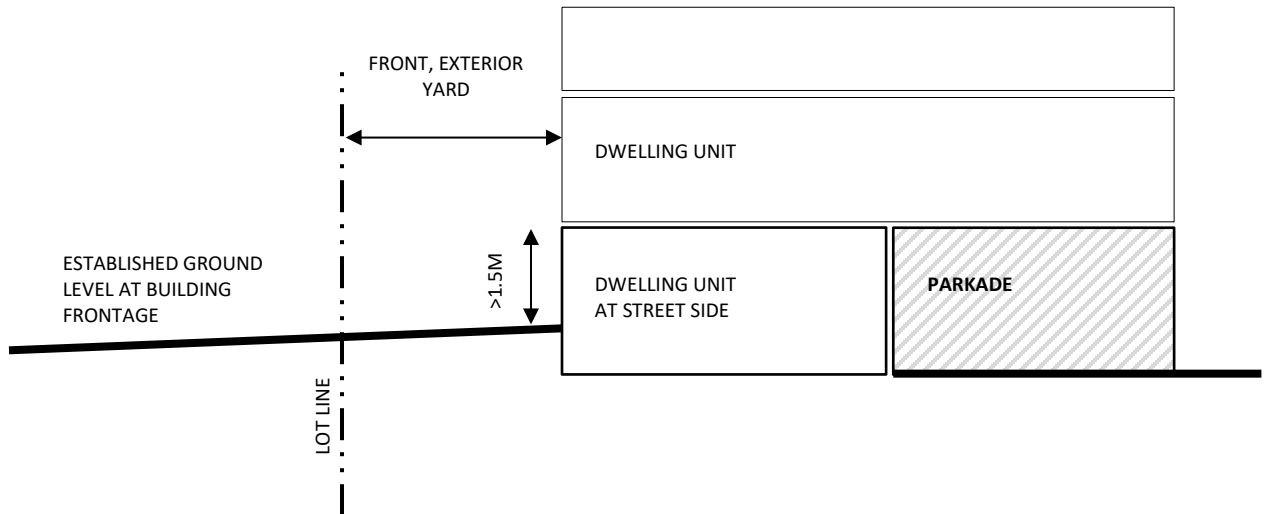 FRONT, EXTERIOR
YARD
DWELLING UNIT
>1.5M
ESTABLISHED GROUND
LEVEL AT BUILDING
FRONTAGE
DWELLING UNIT
AT STREET SIDE
PARKADE
LOT LINE